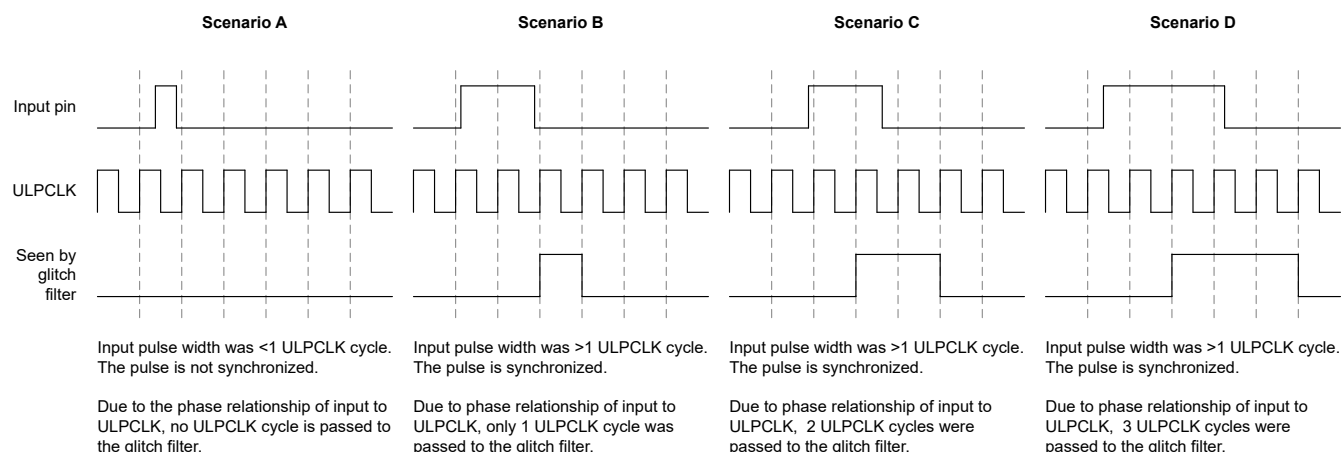 Scenario A
Scenario B
Scenario C
Scenario D
Input pin
ULPCLK
Seen by
glitch
filter
Input pulse width was <1 ULPCLK cycle.
The pulse is not synchronized.
Due to the phase relationship of input to
ULPCLK, no ULPCLK cycle is passed to
the glitch filter.
Input pulse width was >1 ULPCLK cycle.
The pulse is synchronized.
Due to phase relationship of input to
ULPCLK, only 1 ULPCLK cycle was
passed to the glitch filter.
Input pulse width was >1 ULPCLK cycle.
The pulse is synchronized.
Due to phase relationship of input to
ULPCLK, 2 ULPCLK cycles were
passed to the glitch filter.
Input pulse width was >1 ULPCLK cycle.
The pulse is synchronized.
Due to phase relationship of input to
ULPCLK, 3 ULPCLK cycles were
passed to the glitch filter.